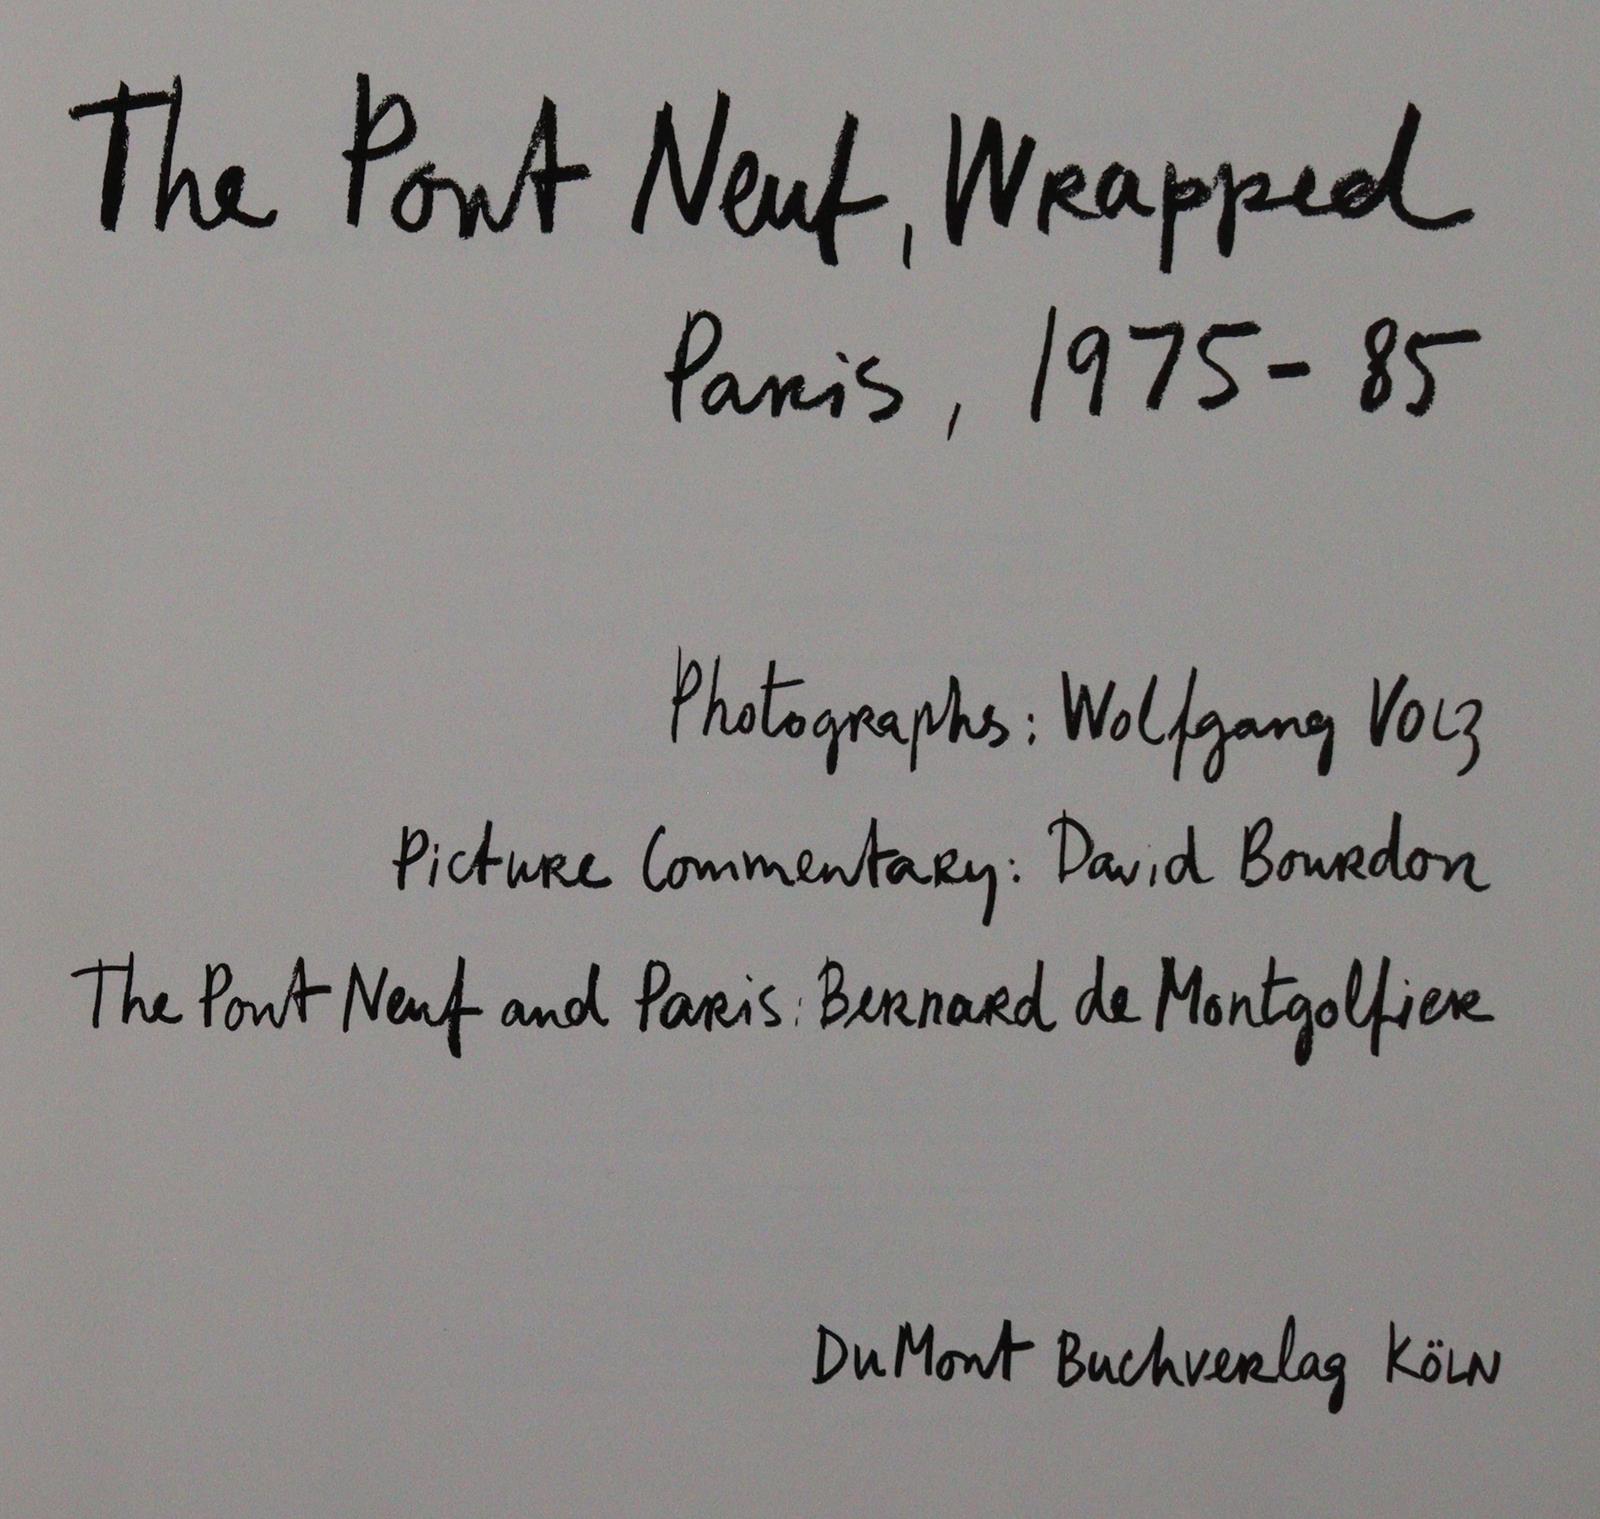 The Pont Neuf, Wrapped
Paris, 1975-85
Photographs: Wolfgang Volz
Picture Commentary: David Bourdon
The Pont Neuf and Paris: Bernard de Montgolfier
DuMont Buchverlag Köln